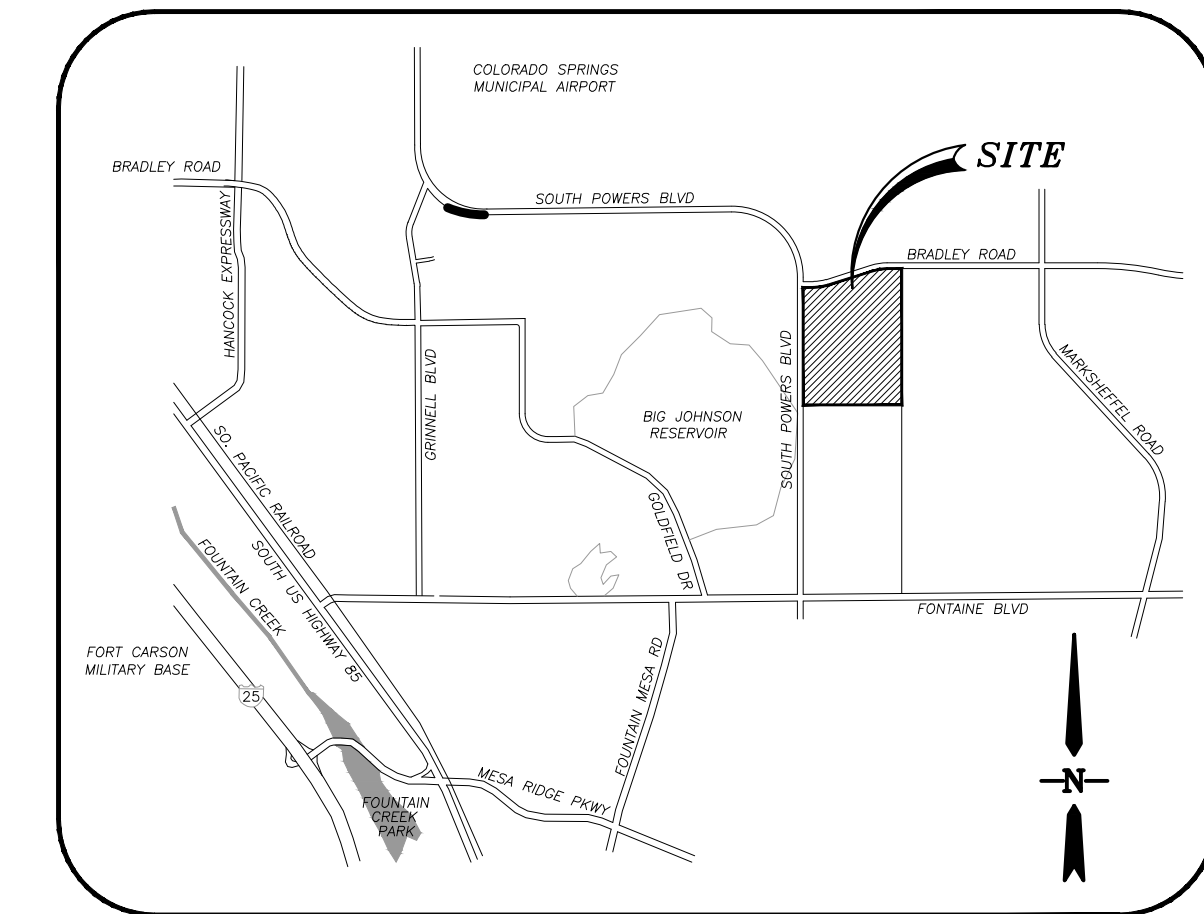 COLORADO SPRINGS
MUNICIPAL AIRPORT
SITE
BRADLEY ROAD
SOUTH POWERS BLVD
HANCOCK EXPRESSWAY
BRADLEY ROAD
GRINNELL BLVD
SOUTH POWERS BLVD
MARKSHEFFEL ROAD
BIG JOHNSON
RESERVOIR
SO. PACIFIC RAILROAD
GOLDFIELD DR
FOUNTAIN CREEK
SOUTH US HIGHWAY 85
FONTAINE BLVD
FORT CARSON
MILITARY BASE
25
FOUNTAIN MESA RD
MESA RIDGE PKWY
N
FOUNTAIN
CREEK
PARK